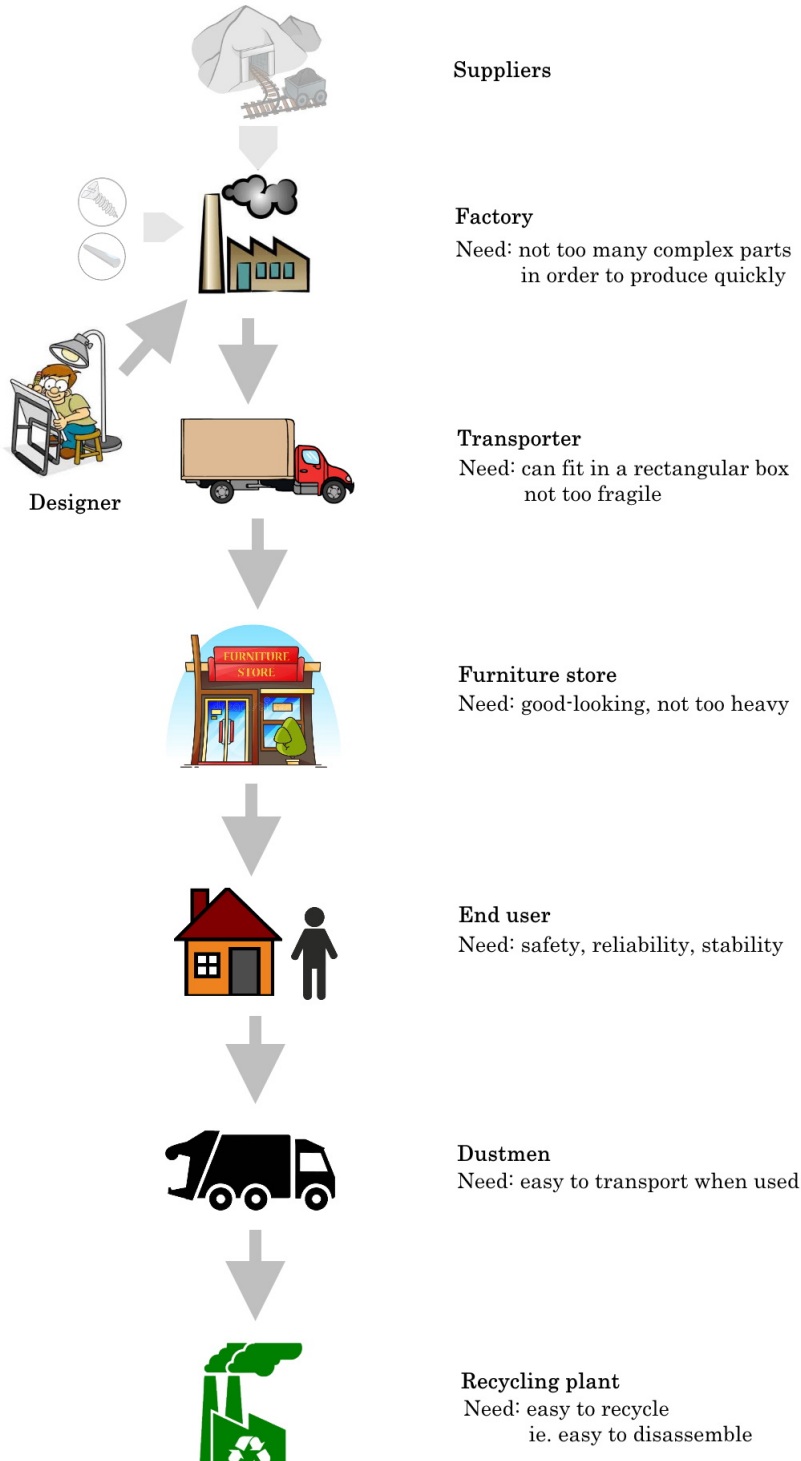 Suppliers
Factory
Need: not too many complex parts
in order to produce quickly
Designer
Transporter
Need: can fit in a rectangular box
not too fragile
FURNITURE
STORE
Furniture store
Need: good-looking, not too heavy
End user
Need: safety, reliability, stability
Dustmen
Need: easy to transport when used
Recycling plant
Need: easy to recycle
ie. easy to disassemble